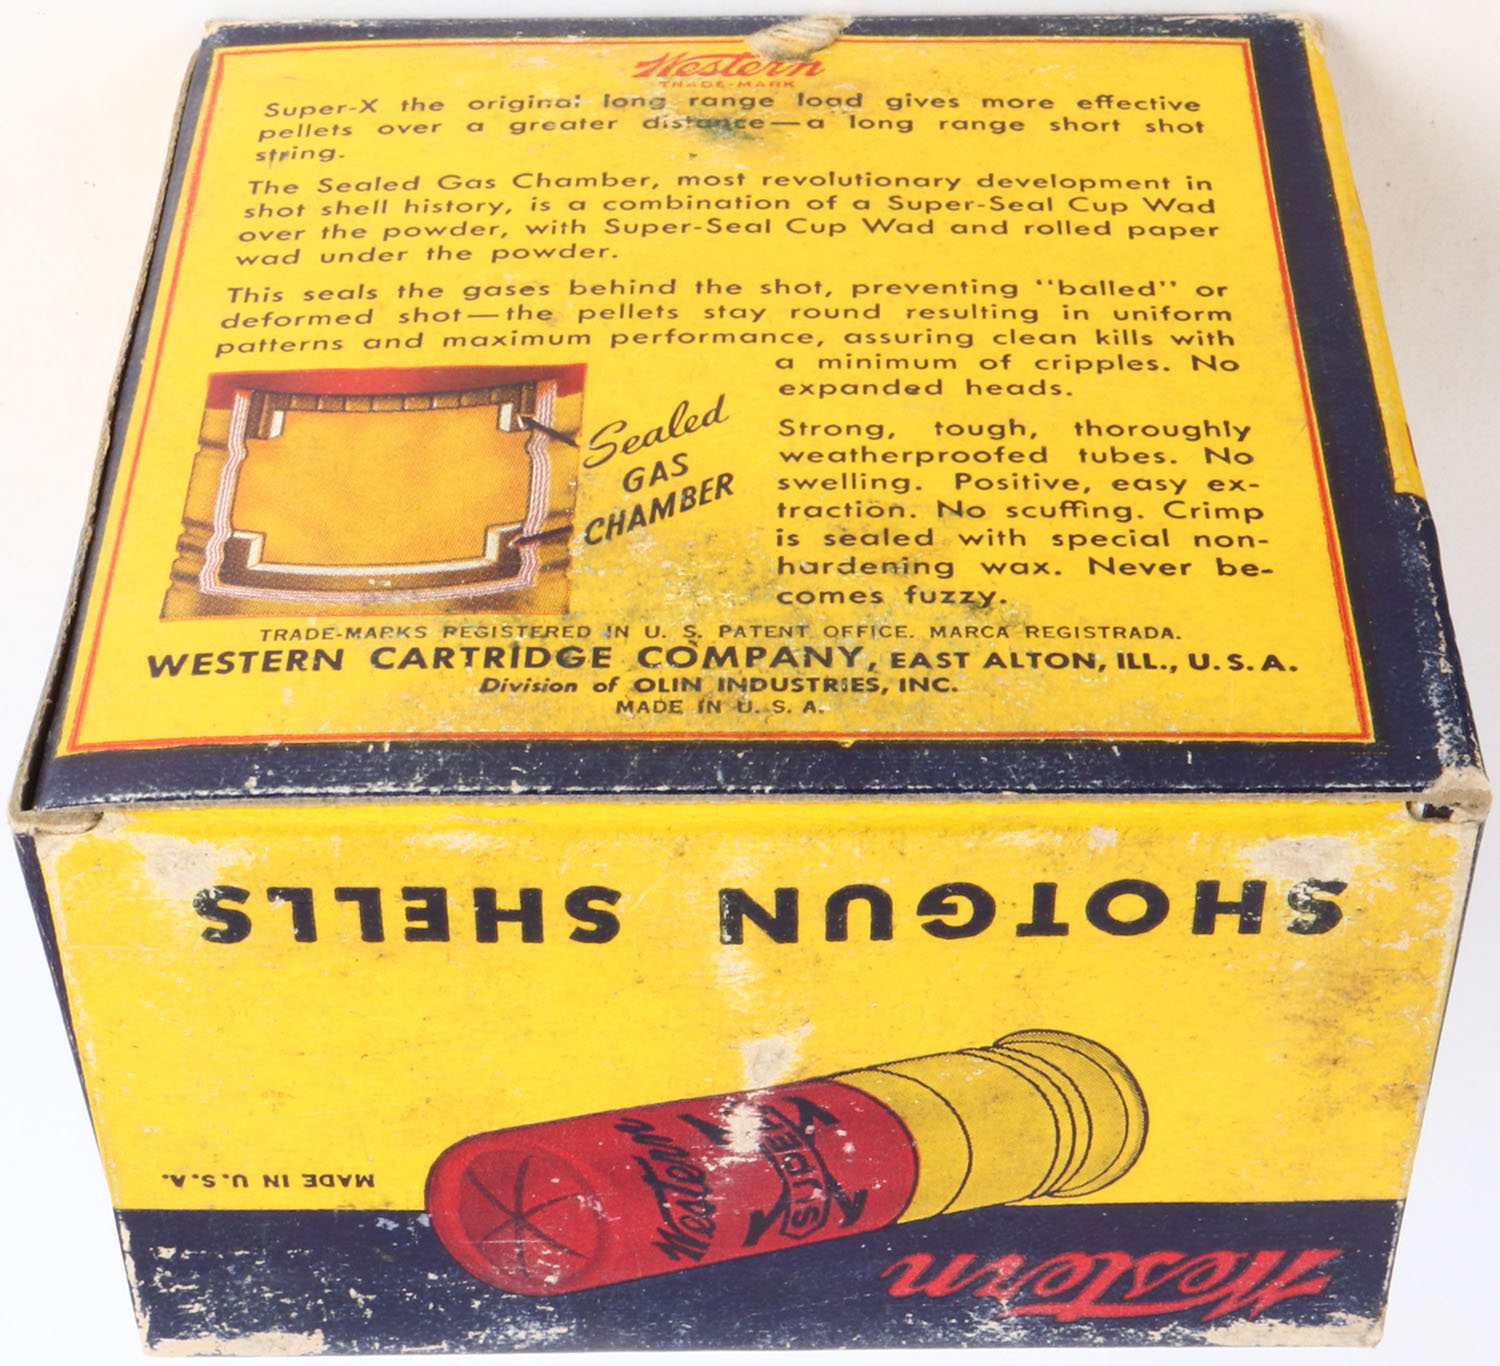 Western
TRADE-MARK
Super-X the original long range load gives more effective
pellets over a greater distance—a long range short shot
string.
The Sealed Gas Chamber, most revolutionary development in
shot shell history, is a combination of a Super-Seal Cup Wad
over the powder, with Super-Seal Cup Wad and rolled paper
wad under the powder.
This seals the gases behind the shot, preventing "balled" or
deformed shot—the pellets stay round resulting in uniform
patterns and maximum performance, assuring clean kills with
a minimum of cripples. No
expanded heads.
Sealed
GAS
CHAMBER
Strong, tough, thoroughly
weatherproofed tubes. No
swelling. Positive, easy ex-
traction. No scuffing. Crimp
is sealed with special non-
hardening wax. Never be-
comes fuzzy.
TRADE-MARKS REGISTERED IN U. S. PATENT OFFICE. MARCA REGISTRADA.
WESTERN CARTRIDGE COMPANY, EAST ALTON, ILL., U.S.A.
Division of OLIN INDUSTRIES, INC.
MADE IN U. S. A.
SHOTGUN SHELLS
Western
MADE IN U.S.A.
Western